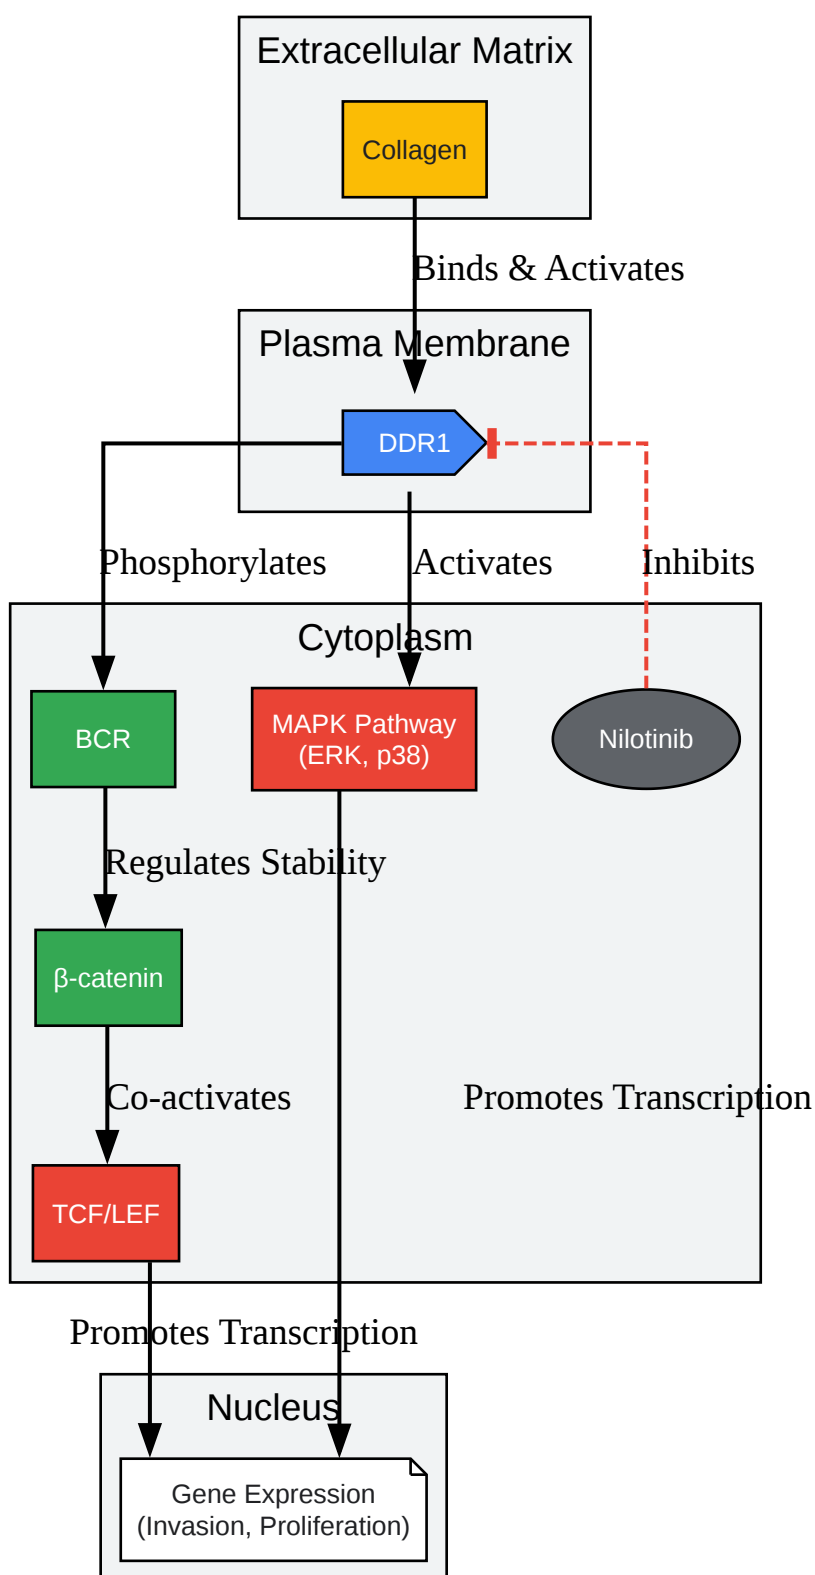 Extracellular Matrix
Collagen
Binds & Activates
Plasma Membrane
DDR1
Phosphorylates
Activates
Inhibits
Cytoplasm
BCR
MAPK Pathway
(ERK, p38)
Nilotinib
Regulates Stability
β-catenin
Co-activates
Promotes Transcription
TCF/LEF
Promotes Transcription
Nucleus
Gene Expression
(Invasion, Proliferation)